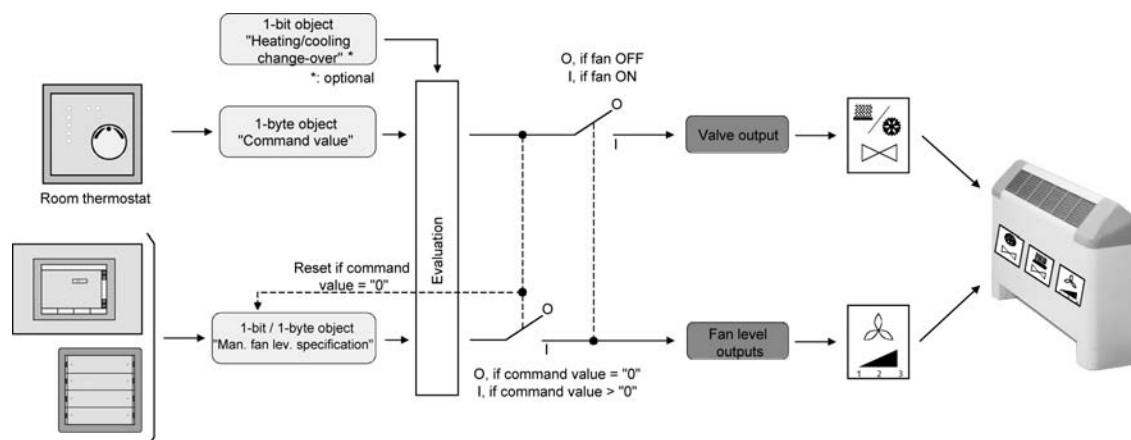 1-bit object
"Heating/cooling
change-over" *
*: optional
O, if fan OFF
I, if fan ON
1-byte object
"Command value"
O
I
Valve output
Room thermostat
Evaluation
Reset if command
value = "0"
1-bit / 1-byte object
"Man. fan lev. specification"
O
I
Fan level
outputs
O, if command value = "0"
I, if command value > "0"
1 2 3